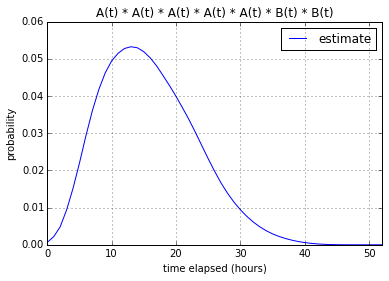 A(t) * A(t) * A(t) * A(t) * A(t) * B(t) * B(t)
estimate
probability
0.06
0.05
0.04
0.03
0.02
0.01
0.00
0 10 20 30 40 50
time elapsed (hours)